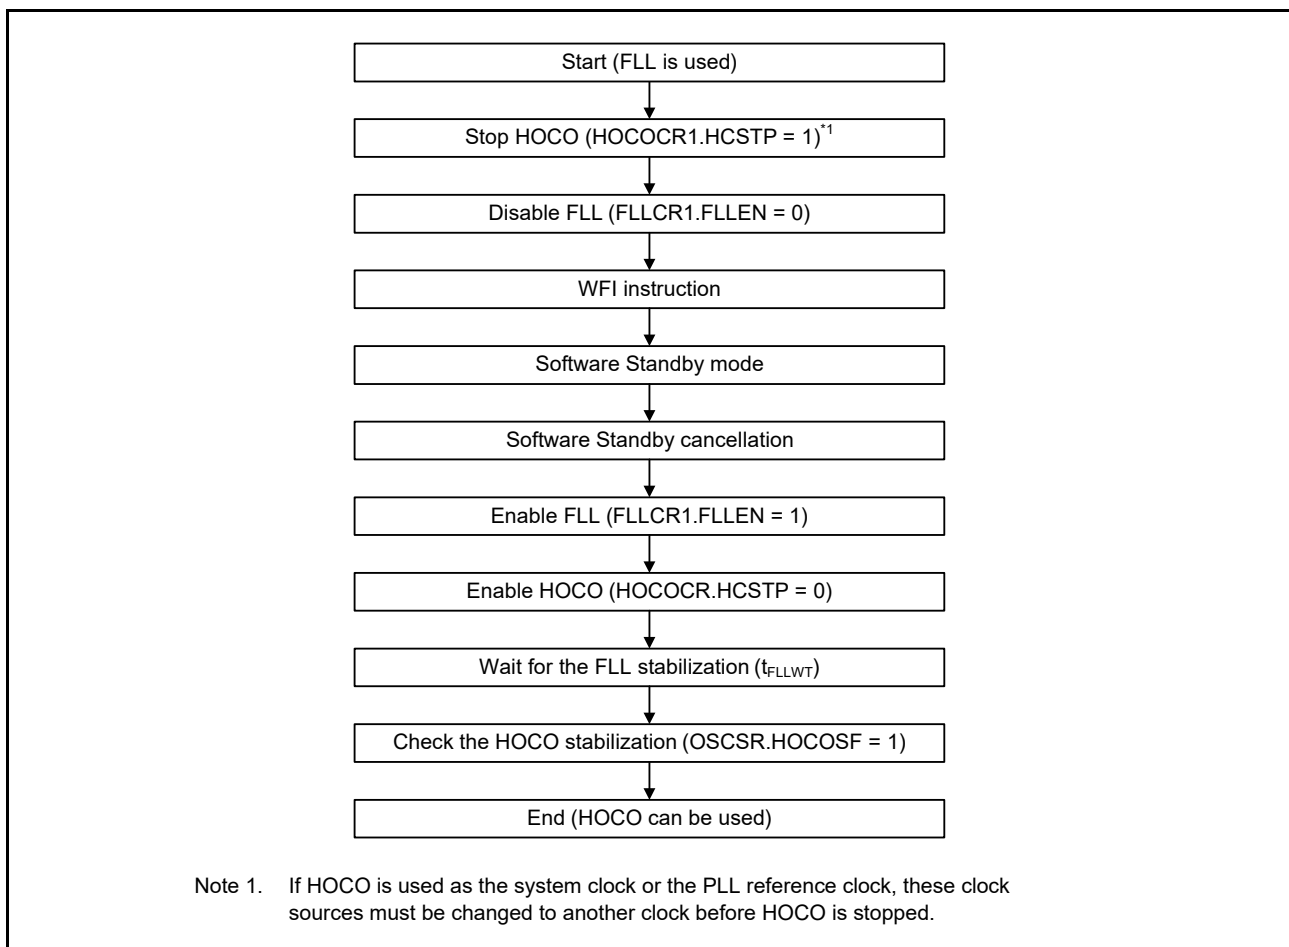 Start (FLL is used)
Stop HOCO (HOCOCR1.HCSTP = 1)*1
Disable FLL (FLLCR1.FLLEN = 0)
WFI instruction
Software Standby mode
Software Standby cancellation
Enable FLL (FLLCR1.FLLEN = 1)
Enable HOCO (HOCOCR.HCSTP = 0)
Wait for the FLL stabilization (tFLLWT)
Check the HOCO stabilization (OSCSR.HOCOSF = 1)
End (HOCO can be used)
Note 1. If HOCO is used as the system clock or the PLL reference clock, these clock
sources must be changed to another clock before HOCO is stopped.